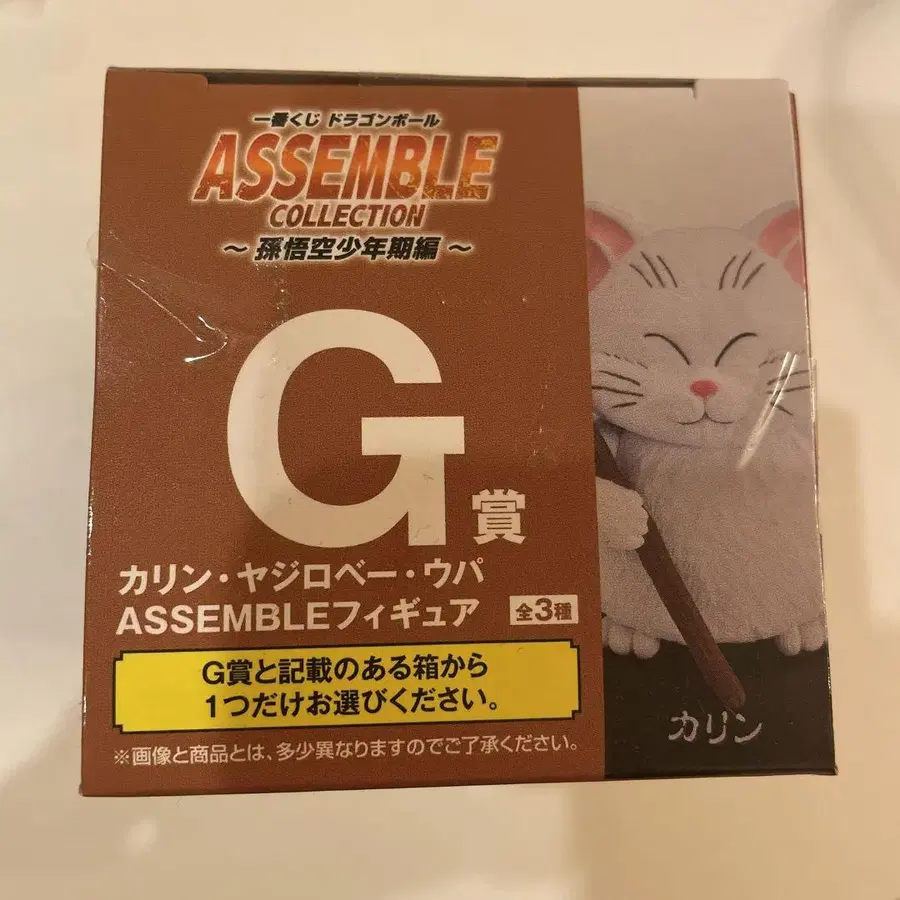 一番くじ ドラゴンボール
ASSEMBLE
COLLECTION
～ 孫悟空少年期編 ～
G賞
カリン・ヤジロベー・ウパ
ASSEMBLEフィギュア 全3種
G賞と記載のある箱から
1つだけお選びください。
※画像と商品とは、多少異なりますのでご了承ください。
カリン